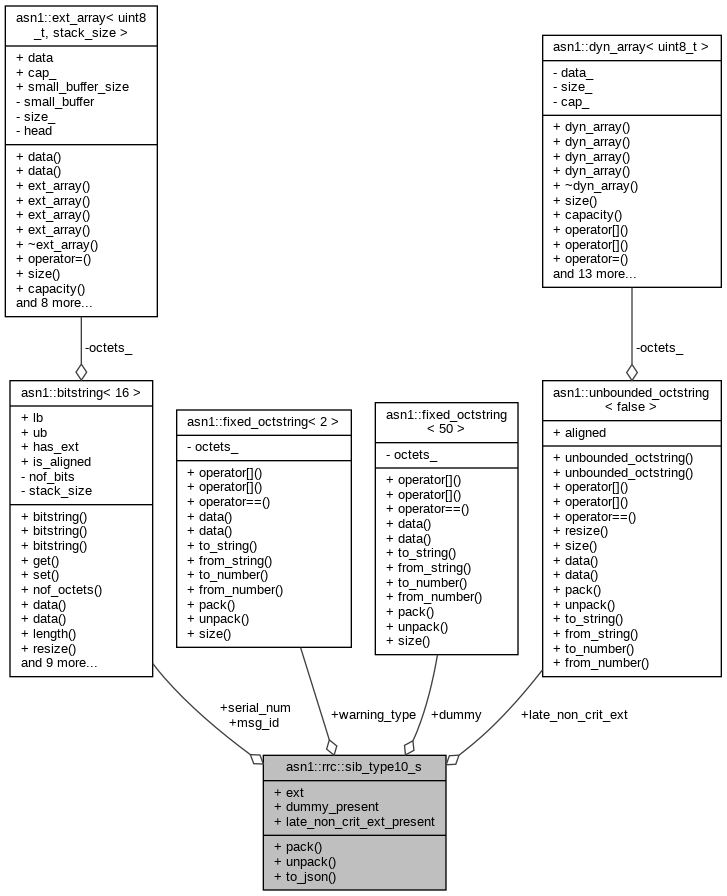 asn1::ext_array< uint8
_t, stack_size >
+ data
+ cap_
+ small_buffer_size
- small_buffer
- size_
- head
+ data()
+ data()
+ ext_array()
+ ext_array()
+ ext_array()
+ ext_array()
+ ~ext_array()
+ operator=()
+ size()
+ capacity()
and 8 more...
asn1::dyn_array< uint8_t >
- data_
- size_
- cap_
+ dyn_array()
+ dyn_array()
+ dyn_array()
+ dyn_array()
+ ~dyn_array()
+ size()
+ capacity()
+ operator[]()
+ operator[]()
+ operator=()
and 13 more...
-octets_
-octets_
asn1::bitstring< 16 >
+ lb
+ ub
+ has_ext
+ is_aligned
- nof_bits
- stack_size
+ bitstring()
+ bitstring()
+ bitstring()
+ get()
+ set()
+ nof_octets()
+ data()
+ data()
+ length()
+ resize()
and 9 more...
asn1::fixed_octstring< 2 >
- octets_
+ operator[]()
+ operator[]()
+ operator==()
+ data()
+ data()
+ to_string()
+ from_string()
+ to_number()
+ from_number()
+ pack()
+ unpack()
+ size()
asn1::fixed_octstring
< 50 >
- octets_
+ operator[]()
+ operator[]()
+ operator==()
+ data()
+ data()
+ to_string()
+ from_string()
+ to_number()
+ from_number()
+ pack()
+ unpack()
+ size()
asn1::unbounded_octstring
< false >
+ aligned
+ unbounded_octstring()
+ unbounded_octstring()
+ operator[]()
+ operator[]()
+ operator==()
+ resize()
+ size()
+ data()
+ data()
+ pack()
+ unpack()
+ to_string()
+ from_string()
+ to_number()
+ from_number()
+serial_num
+msg_id
+warning_type
+dummy
+late_non_crit_ext
asn1::rrc::sib_type10_s
+ ext
+ dummy_present
+ late_non_crit_ext_present
+ pack()
+ unpack()
+ to_json()